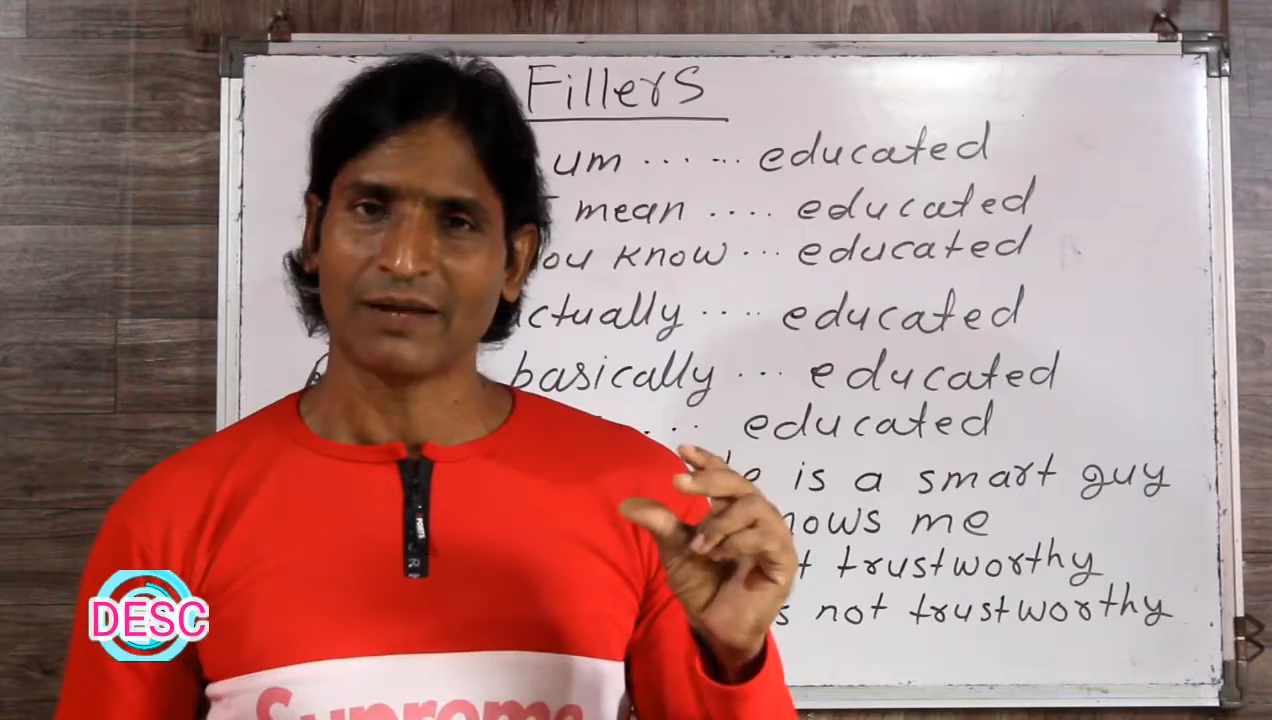 Fillers
um ...... educated
mean .... educated
ou know ... educated
ctually .... educated
basically ... educated
.... educated
is a smart guy
nows me
t trustworthy
s not trustworthy
DESC
Supreme